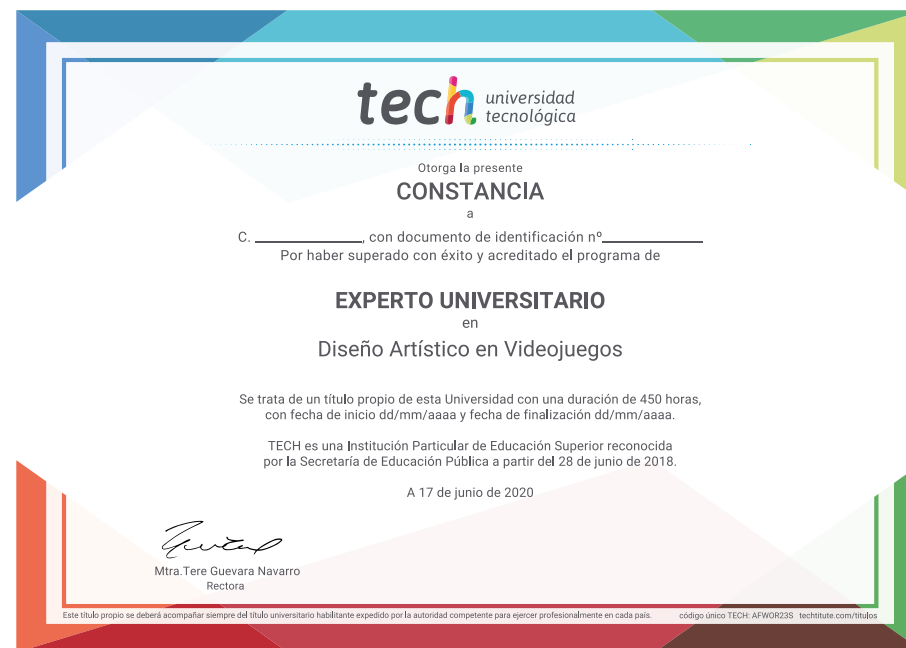 tech universidad
tecnológica
Otorga la presente
CONSTANCIA
a
C. ____________, con documento de identificación nº____________
Por haber superado con éxito y acreditado el programa de
EXPERTO UNIVERSITARIO
en
Diseño Artístico en Videojuegos
Se trata de un título propio de esta Universidad con una duración de 450 horas,
con fecha de inicio dd/mm/aaaa y fecha de finalización dd/mm/aaaa.
TECH es una Institución Particular de Educación Superior reconocida
por la Secretaría de Educación Pública a partir del 28 de junio de 2018.
A 17 de junio de 2020
Mtra.Tere Guevara Navarro
Rectora
Este título propio se deberá acompañar siempre del título universitario habilitante expedido por la autoridad competente para ejercer profesionalmente en cada país. código único TECH: AFWOR23S techtitute.com/titulos